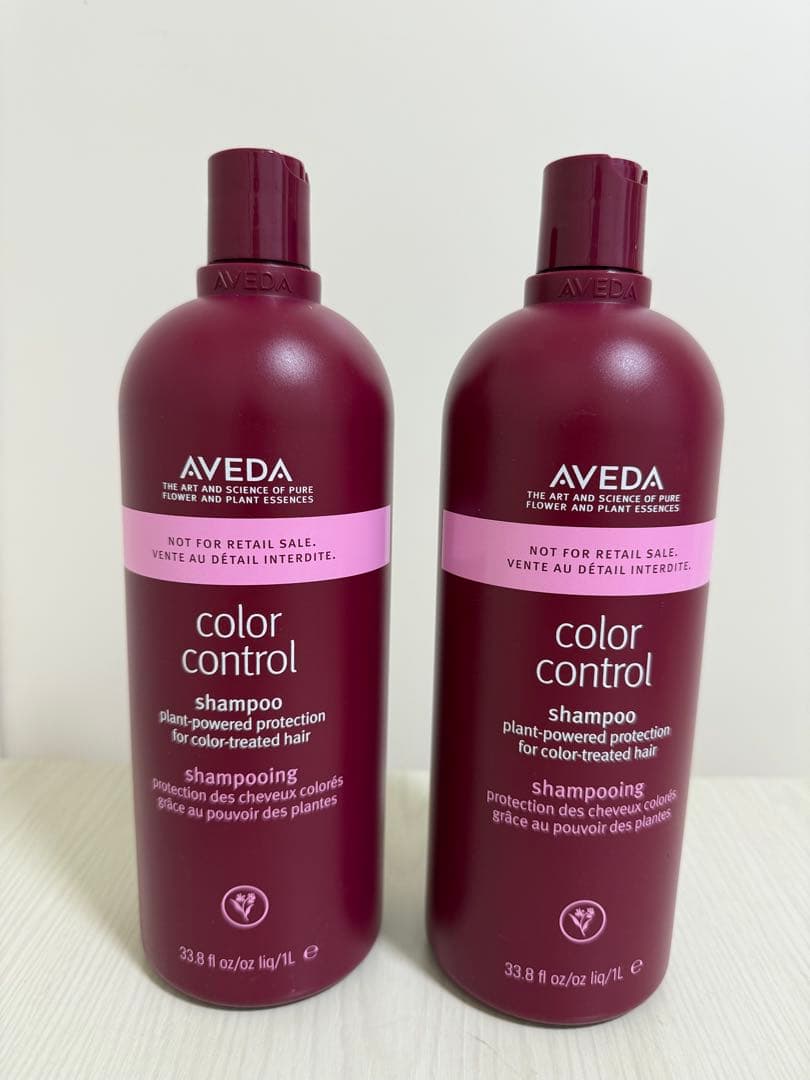 AVEDA
AVEDA
THE ART AND SCIENCE OF PURE
FLOWER AND PLANT ESSENCES
NOT FOR RETAIL SALE.
VENTE AU DÉTAIL INTERDITE.
color
control
shampoo
plant-powered protection
for color-treated hair
shampooing
protection des cheveux colorés
grâce au pouvoir des plantes
33.8 fl oz/oz liq/1L ℮
AVEDA
AVEDA
THE ART AND SCIENCE OF PURE
FLOWER AND PLANT ESSENCES
NOT FOR RETAIL SALE.
VENTE AU DÉTAIL INTERDITE.
color
control
shampoo
plant-powered protection
for color-treated hair
shampooing
protection des cheveux colorés
grâce au pouvoir des plantes
33.8 fl oz/oz liq/1L ℮